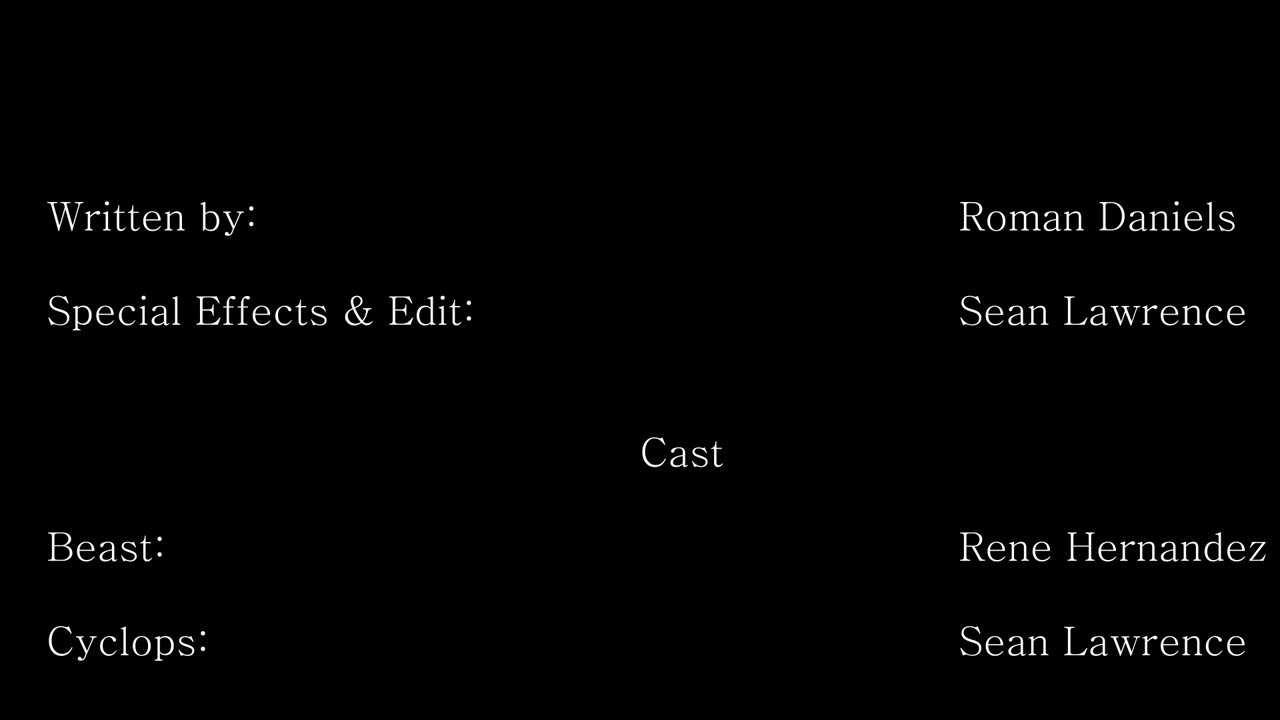 Written by: Roman Daniels
Special Effects & Edit: Sean Lawrence
Cast
Beast: Rene Hernandez
Cyclops: Sean Lawrence